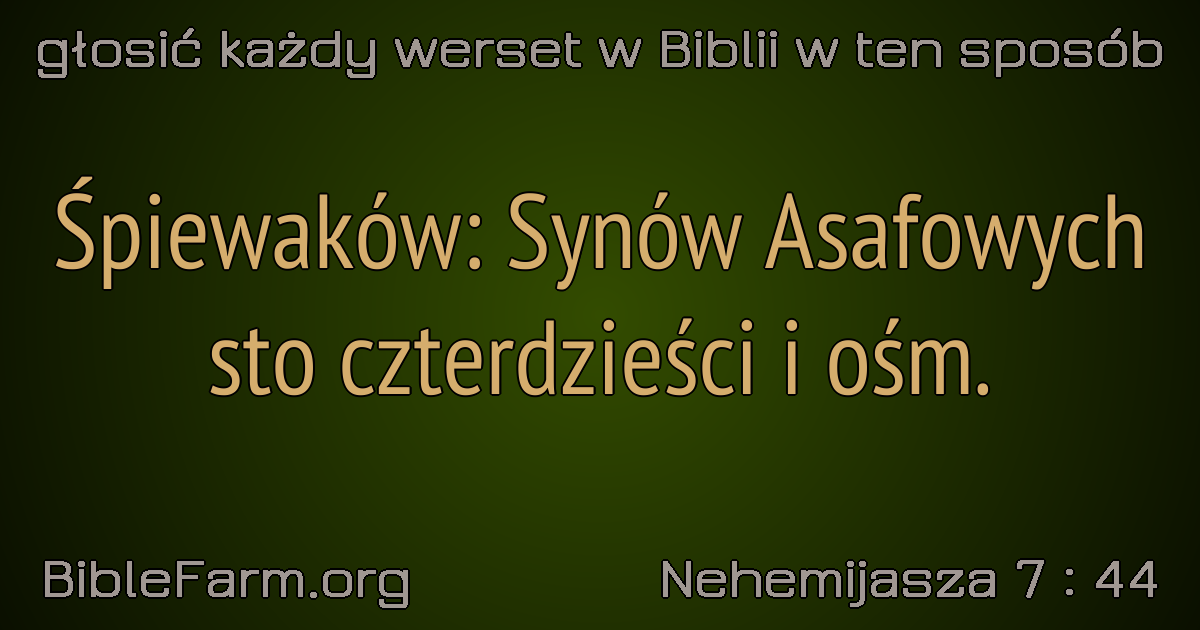 głosić każdy werset w Biblii w ten sposób
Śpiewaków: Synów Asafowych
sto czterdzieści i ośm.
BibleFarm.org
Nehemijasza 7 : 44